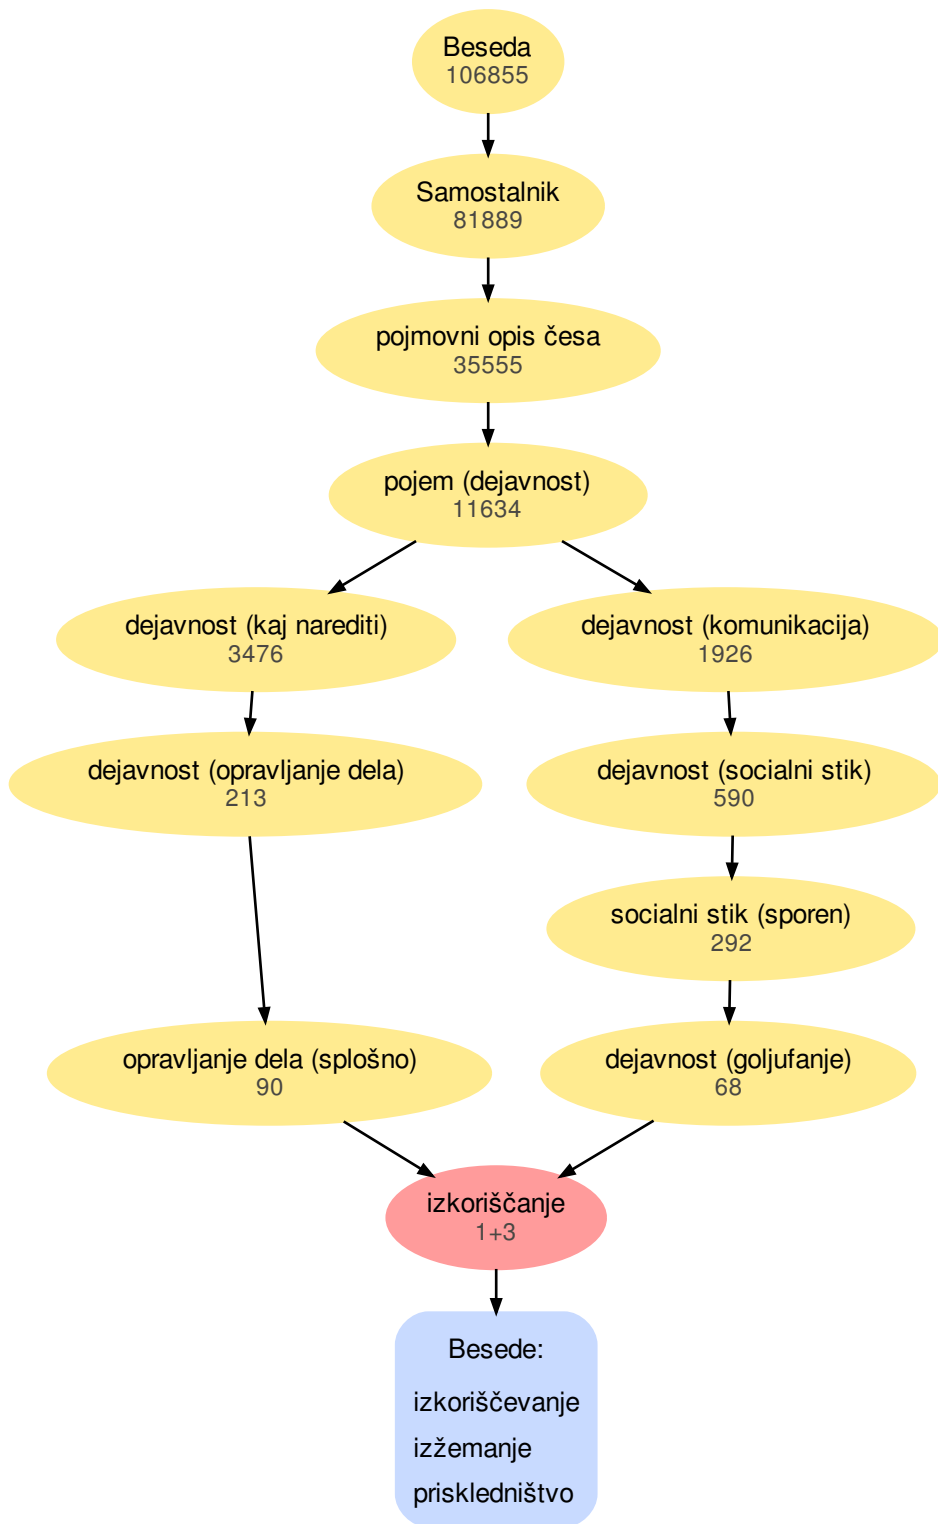 Beseda
106855
Samostalnik
81889
pojmovni opis česa
35555
pojem (dejavnost)
11634
dejavnost (kaj narediti)
3476
dejavnost (komunikacija)
1926
dejavnost (opravljanje dela)
213
dejavnost (socialni stik)
590
socialni stik (sporen)
292
opravljanje dela (splošno)
90
dejavnost (goljufanje)
68
izkoriščanje
1+3
Besede:
izkoriščevanje
izžemanje
priskledništvo